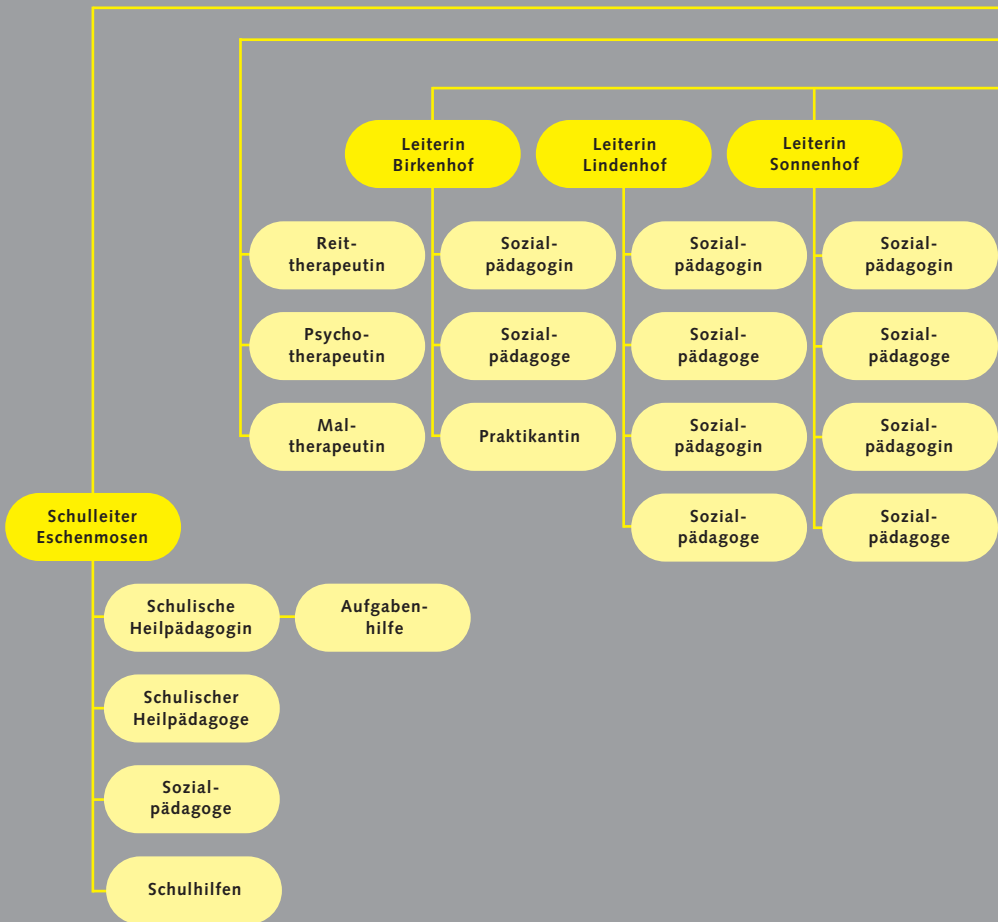 Leiterin
Birkenhof
Leiterin
Lindenhof
Leiterin
Sonnenhof
Reit-
therapeutin
Sozial-
pädagogin
Sozial-
pädagogin
Sozial-
pädagogin
Psycho-
therapeutin
Sozial-
pädagoge
Sozial-
pädagoge
Sozial-
pädagoge
Mal-
therapeutin
Praktikantin
Sozial-
pädagogin
Sozial-
pädagogin
Schulleiter
Eschenmosen
Sozial-
pädagoge
Sozial-
pädagoge
Schulische
Heilpädagogin
Aufgaben-
hilfe
Schulischer
Heilpädagoge
Sozial-
pädagoge
Schulhilfen